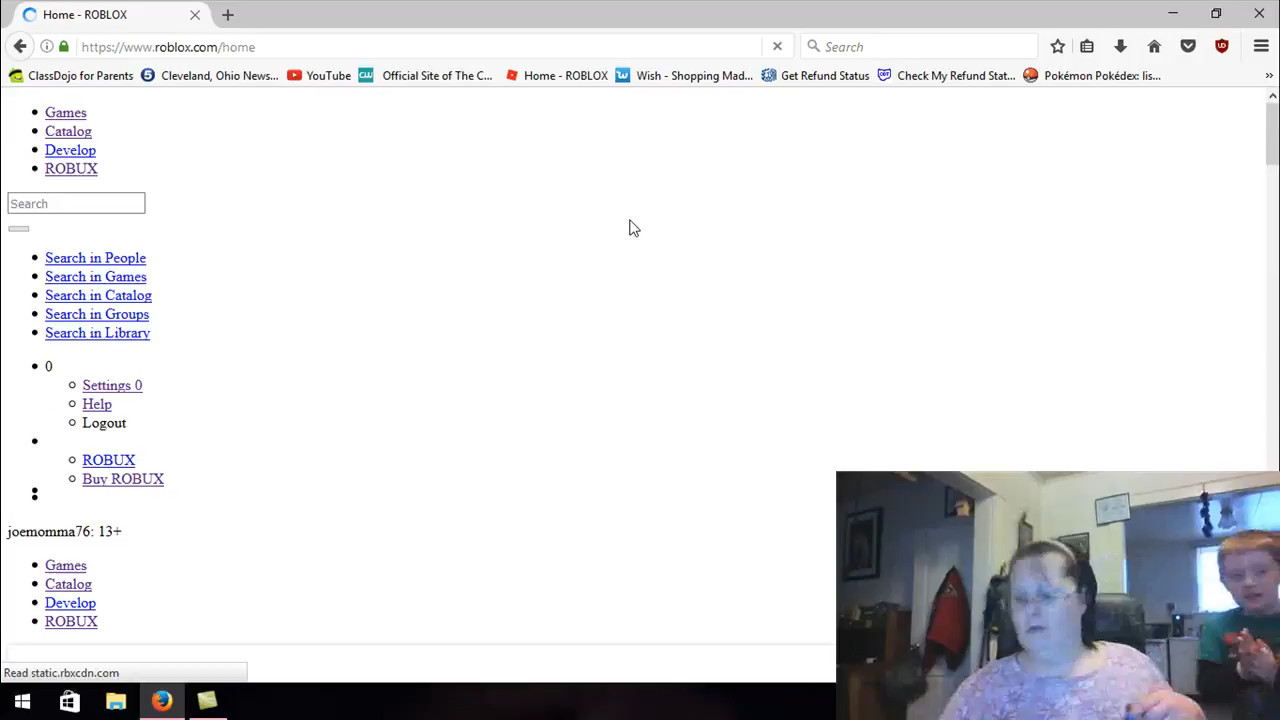 Home - ROBLOX
https://www.roblox.com/home
Search
ClassDojo for Parents
Cleveland, Ohio News...
YouTube
CW
Official Site of The C...
Home - ROBLOX
Wish - Shopping Mad...
Get Refund Status
Check My Refund Stat...
Pokémon Pokédex: lis...
Games
Catalog
Develop
ROBUX
Search
Search in People
Search in Games
Search in Catalog
Search in Groups
Search in Library
0
Settings 0
Help
Logout
ROBUX
Buy ROBUX
joemomma76: 13+
Games
Catalog
Develop
ROBUX
Read static.rbxcdn.com